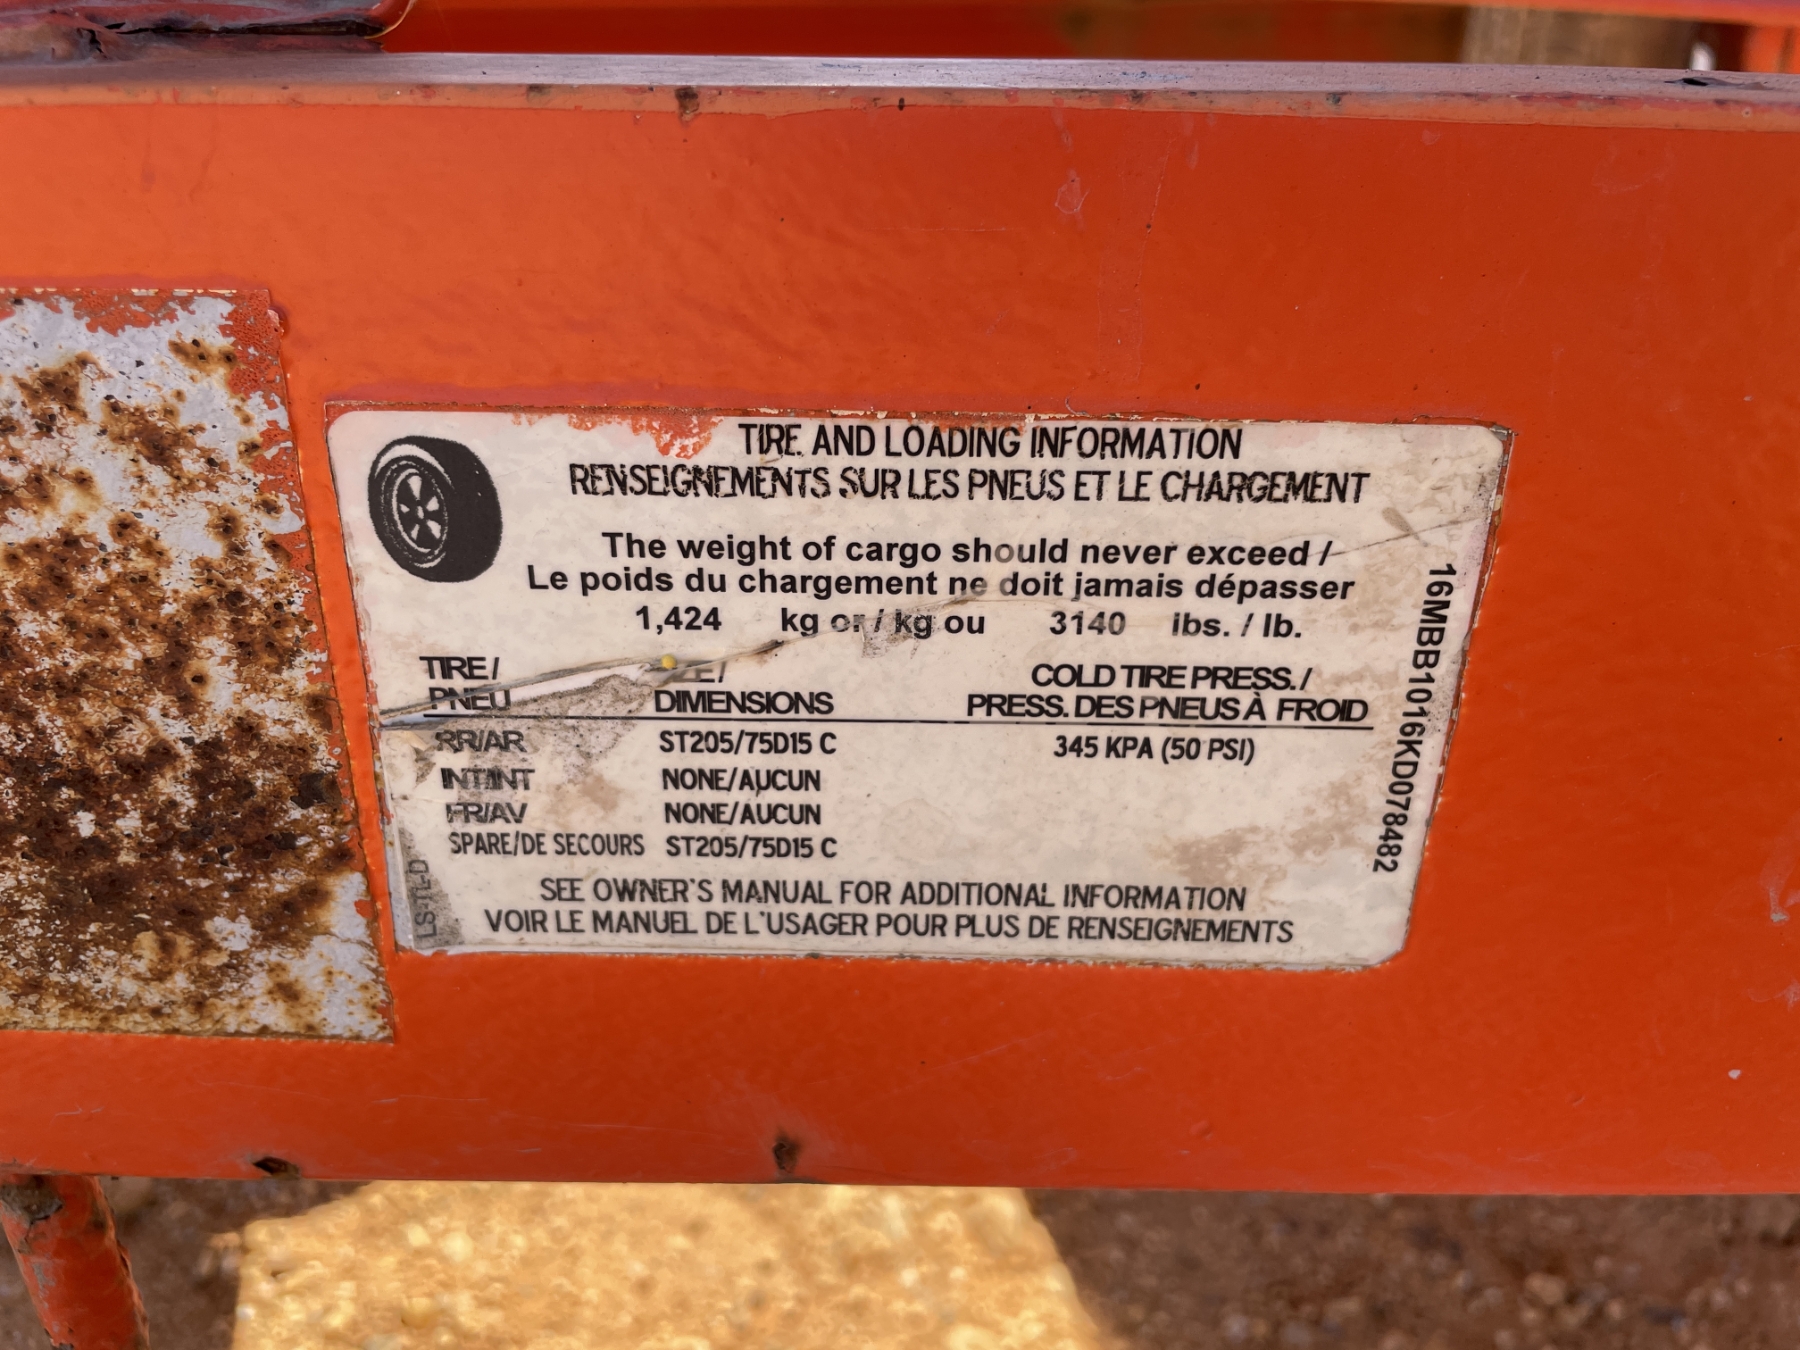 TIRE AND LOADING INFORMATION
RENSEIGNEMENTS SUR LES PNEUS ET LE CHARGEMENT
The weight of cargo should never exceed /
Le poids du chargement ne doit jamais dépasser
1,424 kg or / kg ou 3140 lbs. / lb.
TIRE / COLD TIRE PRESS. /
PNEU DIMENSIONS PRESS. DES PNEUS À FROID
RR/AR ST205/75D15 C 345 KPA (50 PSI)
INT/INT NONE/AUCUN
FR/AV NONE/AUCUN
SPARE/DE SECOURS ST205/75D15 C
SEE OWNER'S MANUAL FOR ADDITIONAL INFORMATION
VOIR LE MANUEL DE L'USAGER POUR PLUS DE RENSEIGNEMENTS
LS-TL-D
16MBB1016KD078482